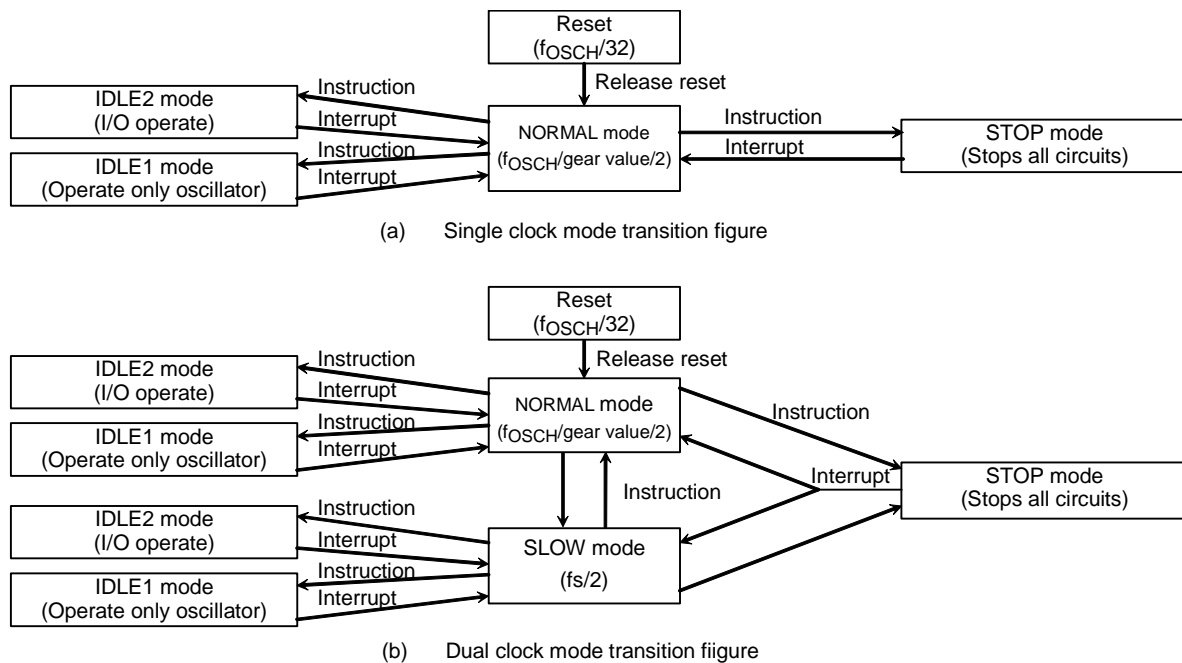 Reset
(fOSCH/32)
Release reset
Instruction
IDLE2 mode
(I/O operate)
Interrupt
Instruction
IDLE1 mode
(Operate only oscillator)
Interrupt
NORMAL mode
(fOSCH/gear value/2)
Instruction
Interrupt
STOP mode
(Stops all circuits)
(a) Single clock mode transition figure
Reset
(fOSCH/32)
Release reset
Instruction
IDLE2 mode
(I/O operate)
Interrupt
Instruction
IDLE1 mode
(Operate only oscillator)
Interrupt
NORMAL mode
(fOSCH/gear value/2)
Instruction
Interrupt
STOP mode
(Stops all circuits)
Instruction
Instruction
IDLE2 mode
(I/O operate)
Interrupt
Instruction
IDLE1 mode
(Operate only oscillator)
Interrupt
SLOW mode
(fs/2)
(b) Dual clock mode transition fiigure